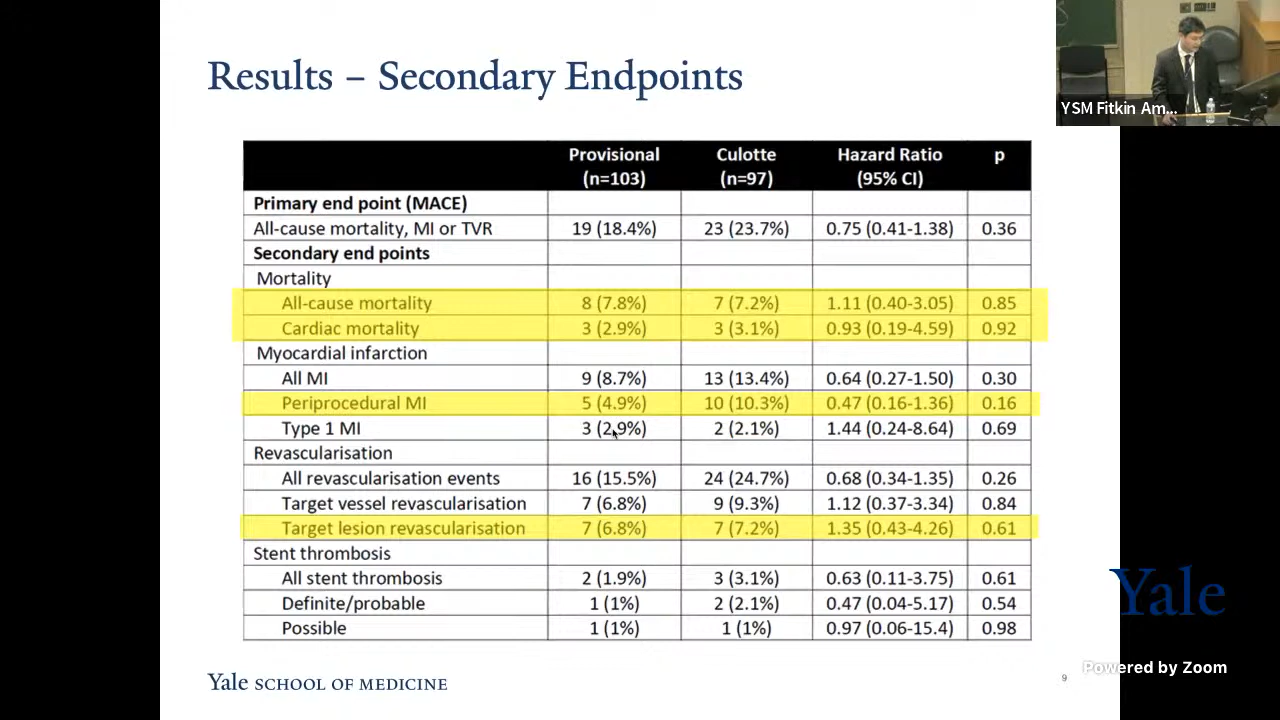 Results – Secondary Endpoints
YSM Fitkin Am...
Provisional (n=103) Culotte (n=97) Hazard Ratio (95% CI) p
Primary end point (MACE)
All-cause mortality, MI or TVR 19 (18.4%) 23 (23.7%) 0.75 (0.41-1.38) 0.36
Secondary end points
Mortality
All-cause mortality 8 (7.8%) 7 (7.2%) 1.11 (0.40-3.05) 0.85
Cardiac mortality 3 (2.9%) 3 (3.1%) 0.93 (0.19-4.59) 0.92
Myocardial infarction
All MI 9 (8.7%) 13 (13.4%) 0.64 (0.27-1.50) 0.30
Periprocedural MI 5 (4.9%) 10 (10.3%) 0.47 (0.16-1.36) 0.16
Type 1 MI 3 (2.9%) 2 (2.1%) 1.44 (0.24-8.64) 0.69
Revascularisation
All revascularisation events 16 (15.5%) 24 (24.7%) 0.68 (0.34-1.35) 0.26
Target vessel revascularisation 7 (6.8%) 9 (9.3%) 1.12 (0.37-3.34) 0.84
Target lesion revascularisation 7 (6.8%) 7 (7.2%) 1.35 (0.43-4.26) 0.61
Stent thrombosis
All stent thrombosis 2 (1.9%) 3 (3.1%) 0.63 (0.11-3.75) 0.61
Definite/probable 1 (1%) 2 (2.1%) 0.47 (0.04-5.17) 0.54
Possible 1 (1%) 1 (1%) 0.97 (0.06-15.4) 0.98
Yale SCHOOL OF MEDICINE
9
Yale
Powered by Zoom